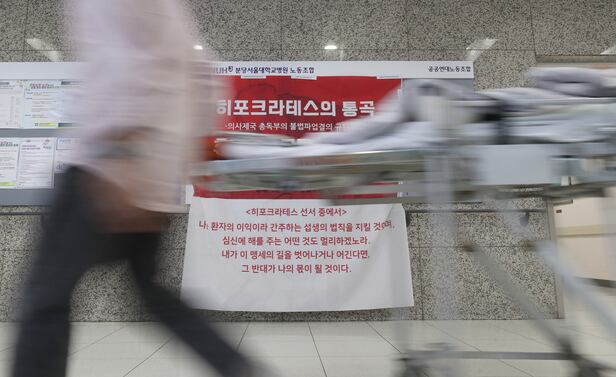 분당서울대학교병원 노동조합
공공연대노동조합
히포크라테스의 통곡
-의사제국 총독부의 불법파업결의
<히포크라테스 선서 중에서>
나는 환자의 이익이라 간주하는 섭생의 법칙을 지킬 것이며,
심신에 해를 주는 어떤 것도 멀리하겠노라.
내가 이 맹세의 길을 벗어나거나 어긴다면,
그 반대가 나의 몫이 될 것이다.